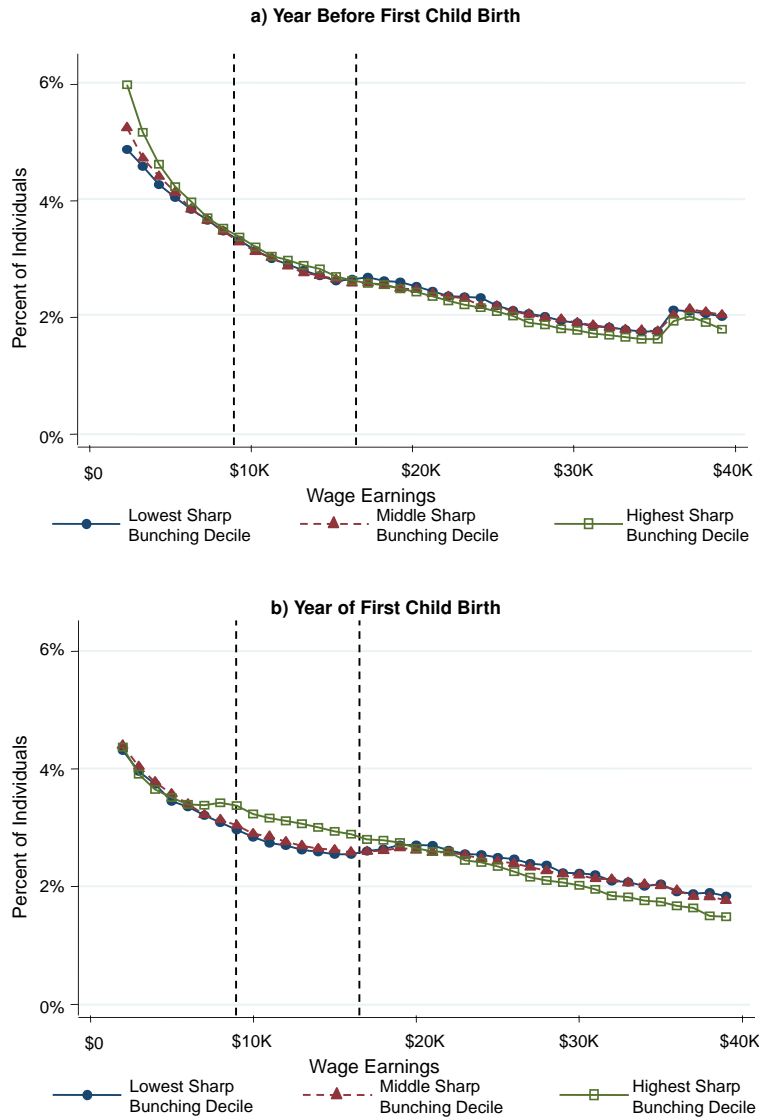 a) Year Before First Child Birth
Percent of Individuals
6%
4%
2%
0%
$0
$10K
$20K
$30K
$40K
Wage Earnings
Lowest Sharp
Bunching Decile
Middle Sharp
Bunching Decile
Highest Sharp
Bunching Decile
b) Year of First Child Birth
Percent of Individuals
6%
4%
2%
0%
$0
$10K
$20K
$30K
$40K
Wage Earnings
Lowest Sharp
Bunching Decile
Middle Sharp
Bunching Decile
Highest Sharp
Bunching Decile